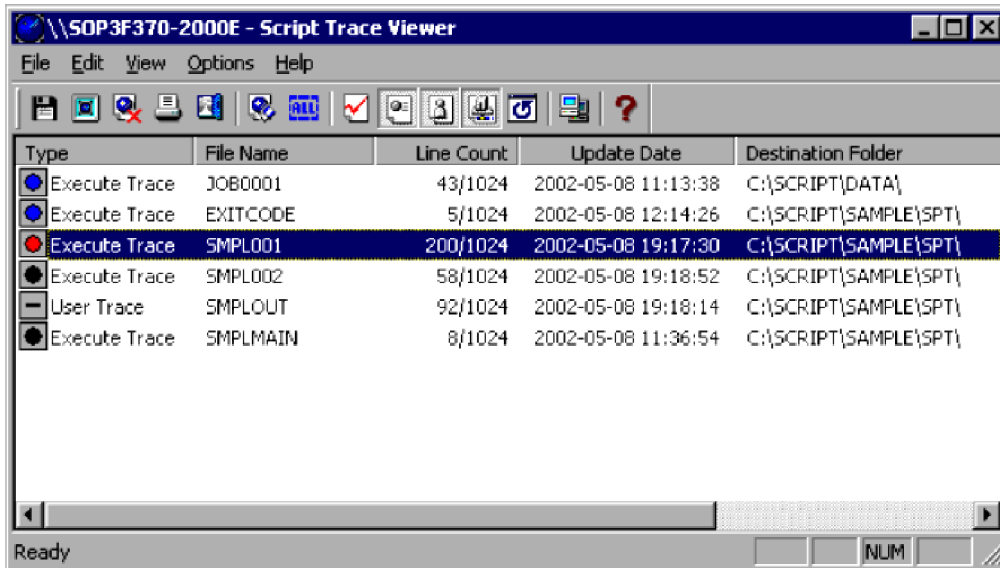 \\SOP3F370-2000E - Script Trace Viewer
File Edit View Options Help
ALL ?
Type File Name Line Count Update Date Destination Folder
Execute Trace JOB0001 43/1024 2002-05-08 11:13:38 C:\SCRIPT\DATA\
Execute Trace EXITCODE 5/1024 2002-05-08 12:14:26 C:\SCRIPT\SAMPLE\SPT\
Execute Trace SMPL001 200/1024 2002-05-08 19:17:30 C:\SCRIPT\SAMPLE\SPT\
Execute Trace SMPL002 58/1024 2002-05-08 19:18:52 C:\SCRIPT\SAMPLE\SPT\
User Trace SMPLOUT 92/1024 2002-05-08 19:18:14 C:\SCRIPT\SAMPLE\SPT\
Execute Trace SMPLMAIN 8/1024 2002-05-08 11:36:54 C:\SCRIPT\SAMPLE\SPT\
Ready NUM